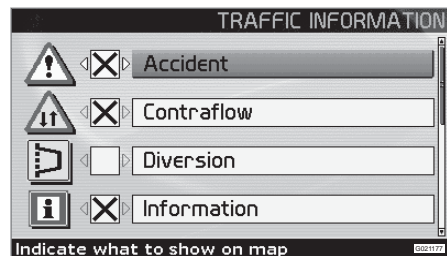 TRAFFIC INFORMATION
Accident
Contraflow
Diversion
Information
Indicate what to show on map
G021177